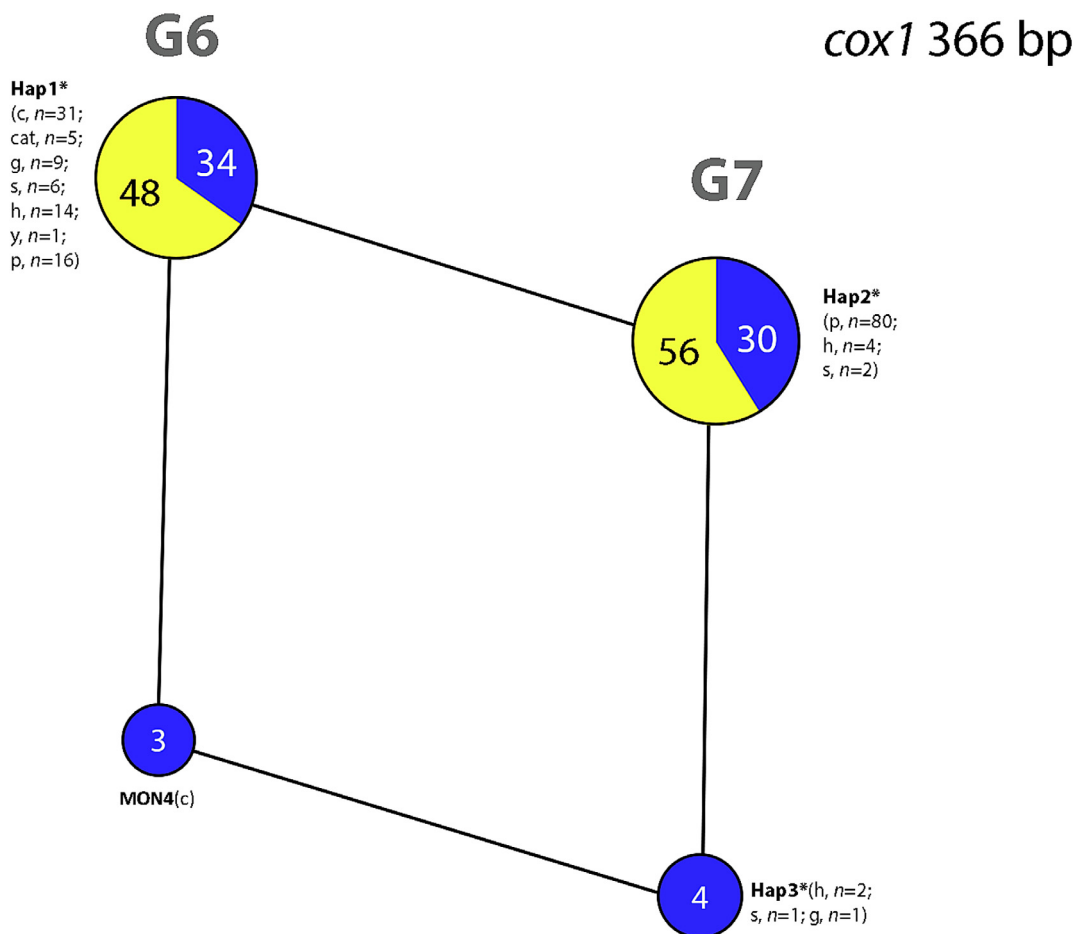 G6
cox1 366 bp
Hap1*
(c, n=31;
cat, n=5;
g, n=9;
s, n=6;
h, n=14;
y, n=1;
p, n=16)
34
48
G7
Hap2*
(p, n=80;
h, n=4;
s, n=2)
56
30
3
MON4(c)
4
Hap3*(h, n=2;
s, n=1; g, n=1)